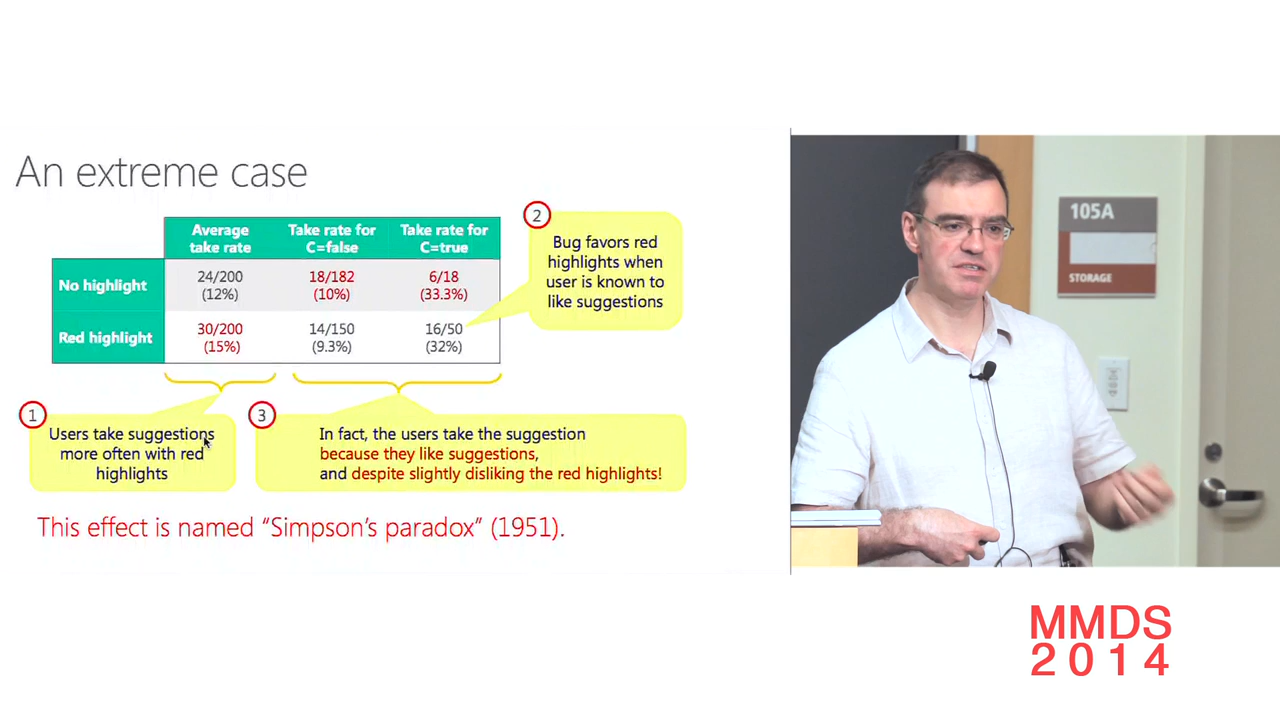 An extreme case
Average
take rate
Take rate for
C=false
Take rate for
C=true
No highlight
24/200
(12%)
18/182
(10%)
6/18
(33.3%)
Red highlight
30/200
(15%)
14/150
(9.3%)
16/50
(32%)
2
Bug favors red
highlights when
user is known to
like suggestions
1
Users take suggestions
more often with red
highlights
3
In fact, the users take the suggestion
because they like suggestions,
and despite slightly disliking the red highlights!
This effect is named “Simpson’s paradox” (1951).
105A
STORAGE
MMDS
2014